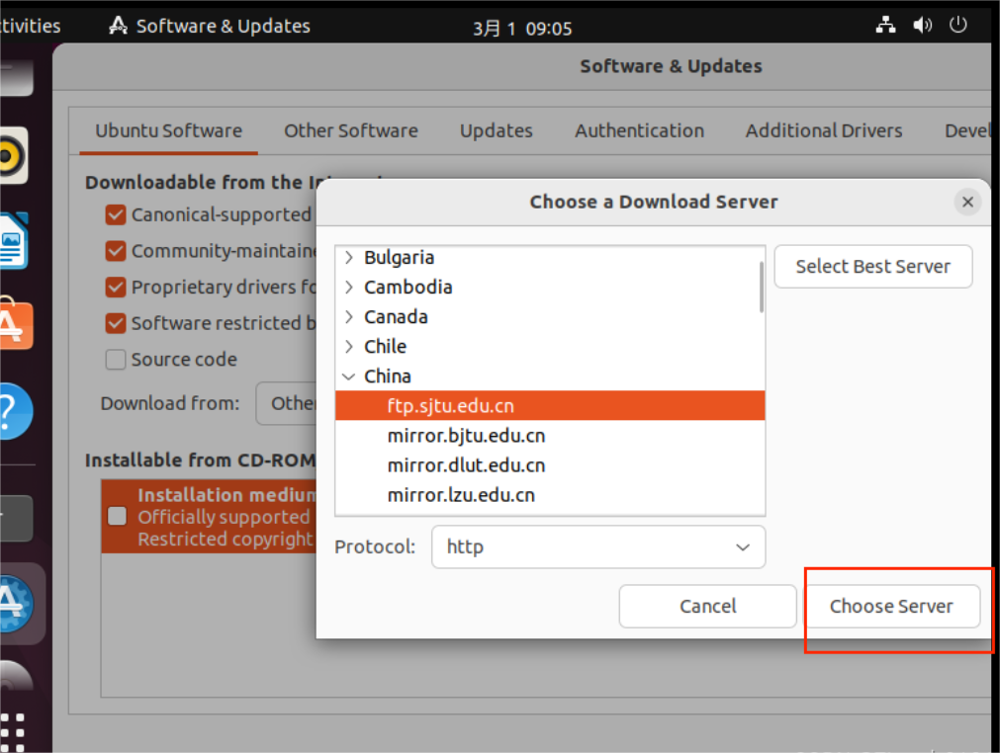 tivities
Software & Updates
3月 1 09:05
Software & Updates
Ubuntu Software
Other Software
Updates
Authentication
Additional Drivers
Devel
Downloadable from the
Canonical-supported
Community-maintaine
Proprietary drivers fo
Software restricted b
Source code
Download from:
Other
Installable from CD-ROM
Installation medium
Officially supported
Restricted copyright
Choose a Download Server
Bulgaria
Cambodia
Canada
Chile
China
ftp.sjtu.edu.cn
mirror.bjtu.edu.cn
mirror.dlut.edu.cn
mirror.lzu.edu.cn
Select Best Server
Protocol:
http
Cancel
Choose Server